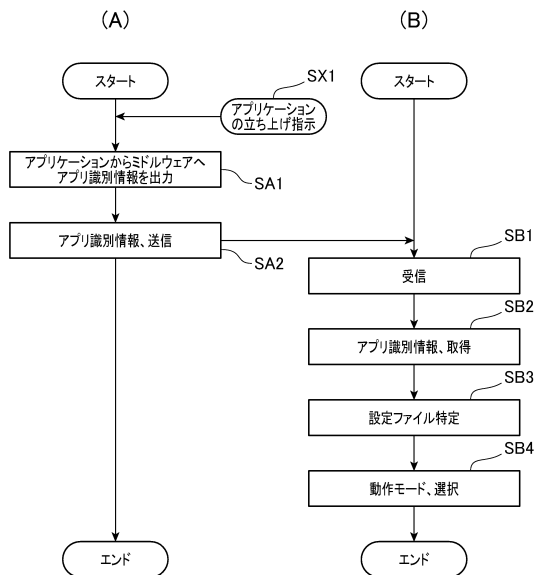 (A)
(B)
スタート
スタート
SX1
アプリケーション
の立ち上げ指示
アプリケーションからミドルウェアへ
アプリ識別情報を出力
SA1
アプリ識別情報、送信
SA2
SB1
受信
SB2
アプリ識別情報、取得
SB3
設定ファイル特定
SB4
動作モード、選択
エンド
エンド